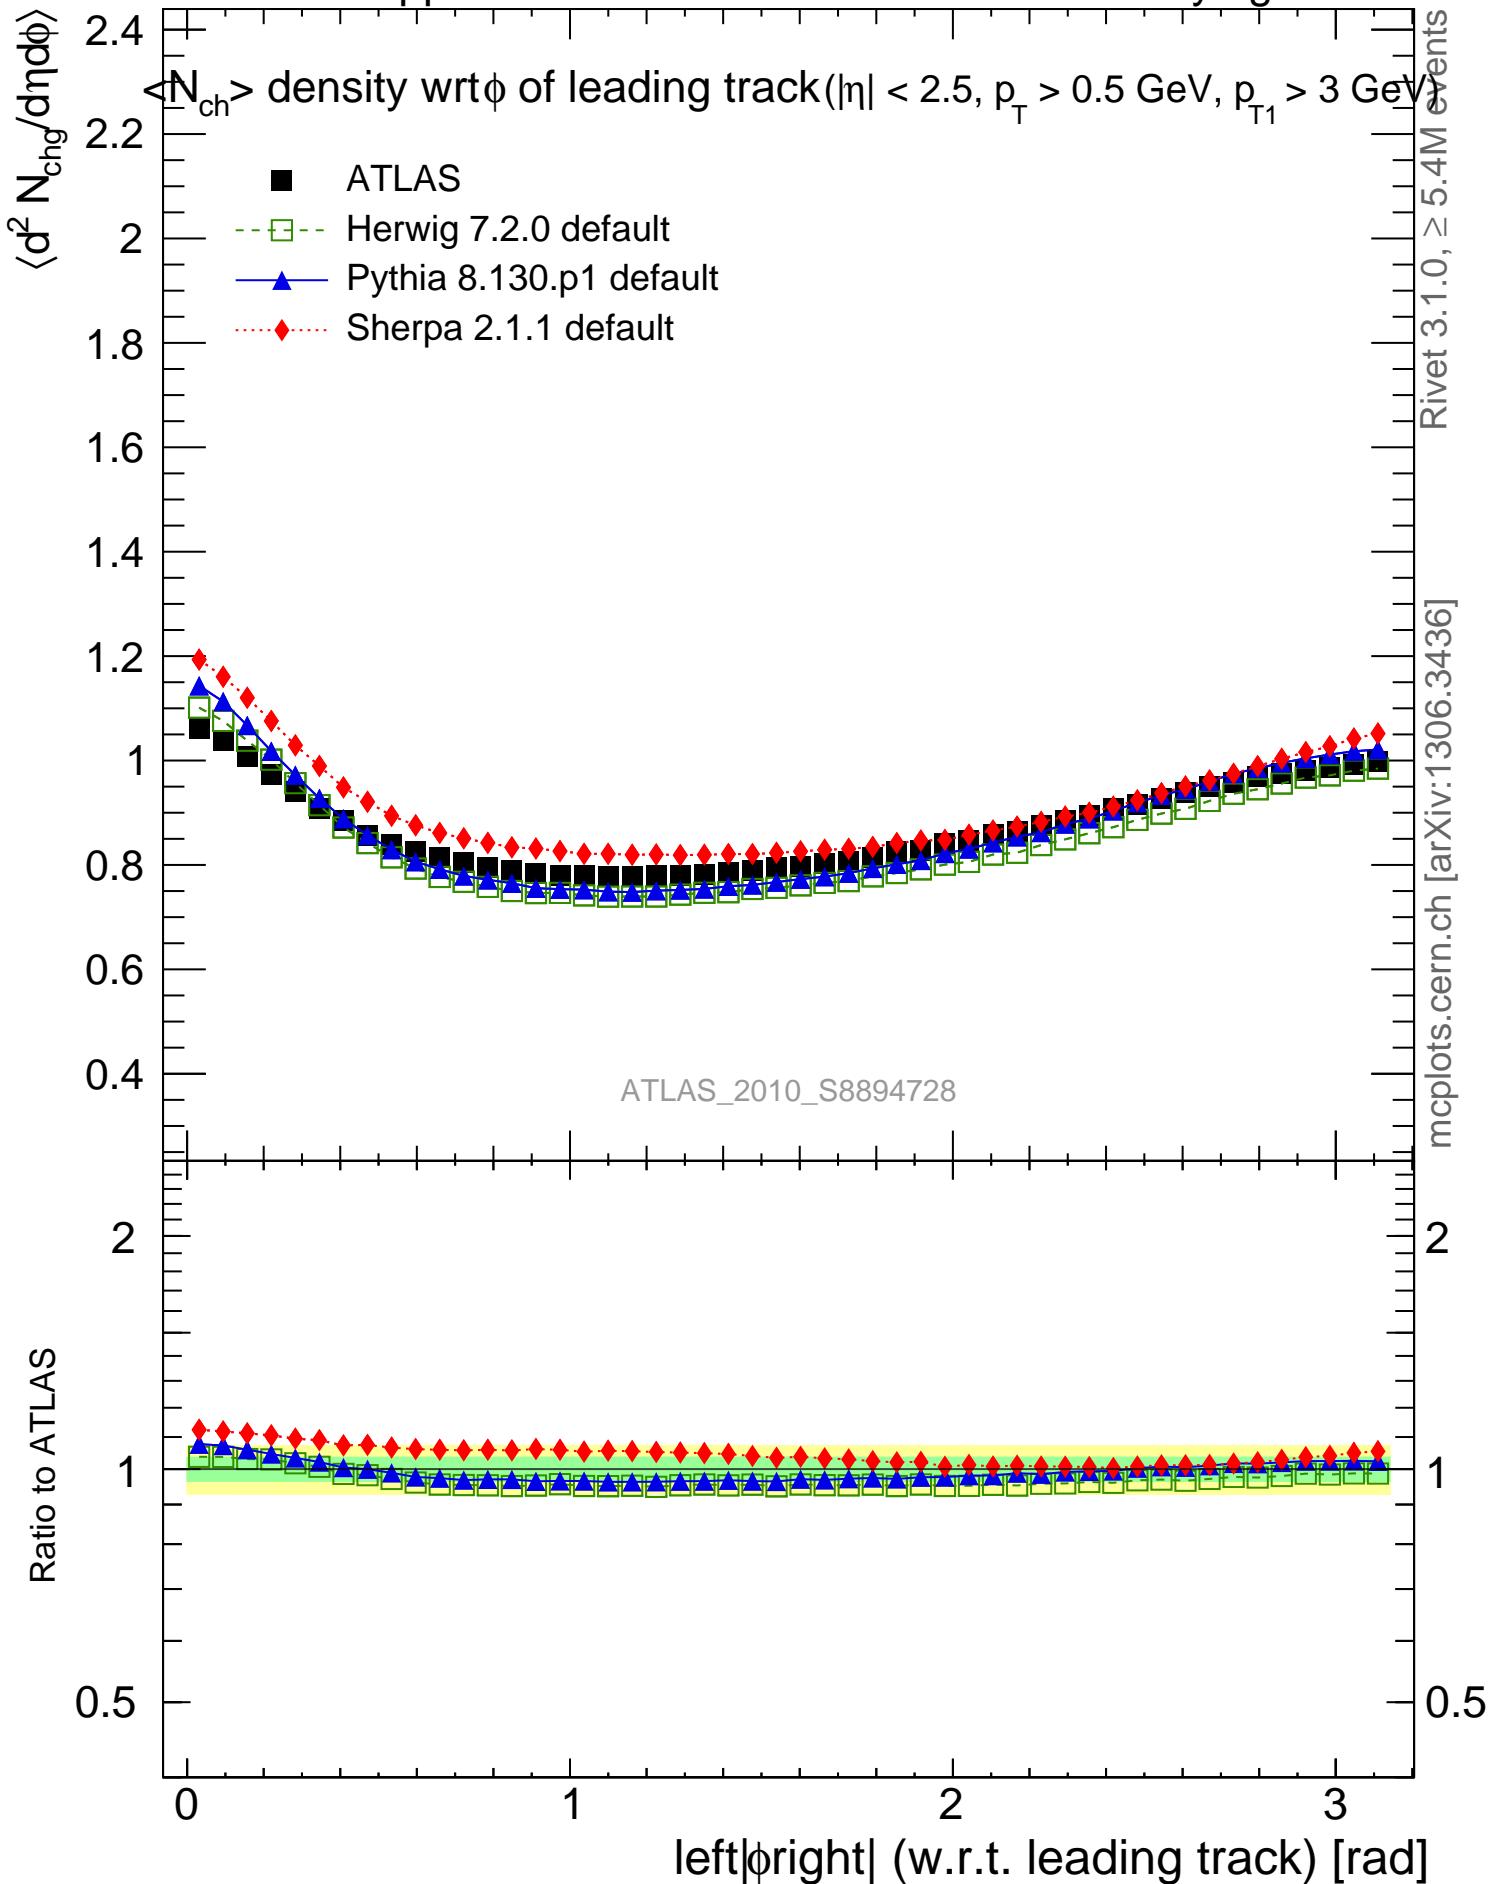 ⟨d² N_chg/dηdϕ⟩
<N_ch> density wrtϕ of leading track(|η| < 2.5, p_T > 0.5 GeV, p_T1 > 3 GeV)
ATLAS
Herwig 7.2.0 default
Pythia 8.130.p1 default
Sherpa 2.1.1 default
2.4
2.2
2
1.8
1.6
1.4
1.2
1
0.8
0.6
0.4
ATLAS_2010_S8894728
Rivet 3.1.0, ≥ 5.4M events
mcplots.cern.ch [arXiv:1306.3436]
Ratio to ATLAS
2
1
0.5
2
1
0.5
0 1 2 3
left|ϕright| (w.r.t. leading track) [rad]